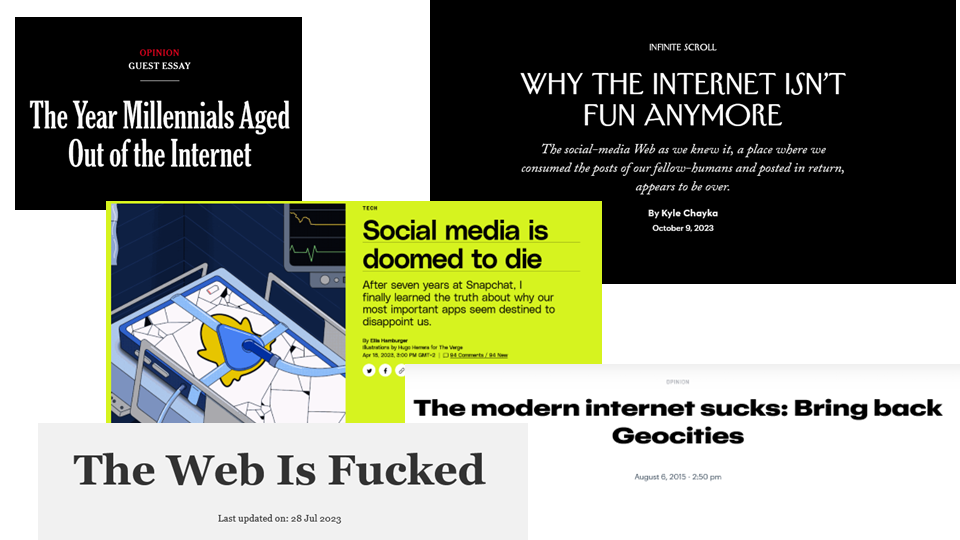 OPINION
GUEST ESSAY
The Year Millennials Aged
Out of the Internet
INFINITE SCROLL
WHY THE INTERNET ISN'T
FUN ANYMORE
The social-media Web as we knew it, a place where we
consumed the posts of our fellow-humans and posted in return,
appears to be over.
By Kyle Chayka
October 9, 2023
TECH
Social media is
doomed to die
After seven years at Snapchat, I
finally learned the truth about why our
most important apps seem destined to
disappoint us.
By Ellis Hamburger
Illustrations by Hugo Herrera for The Verge
Apr 18, 2023, 3:00 PM GMT+2 | 94 Comments / 94 New
OPINION
The modern internet sucks: Bring back
Geocities
August 6, 2015 - 2:50 pm
The Web Is Fucked
Last updated on: 28 Jul 2023